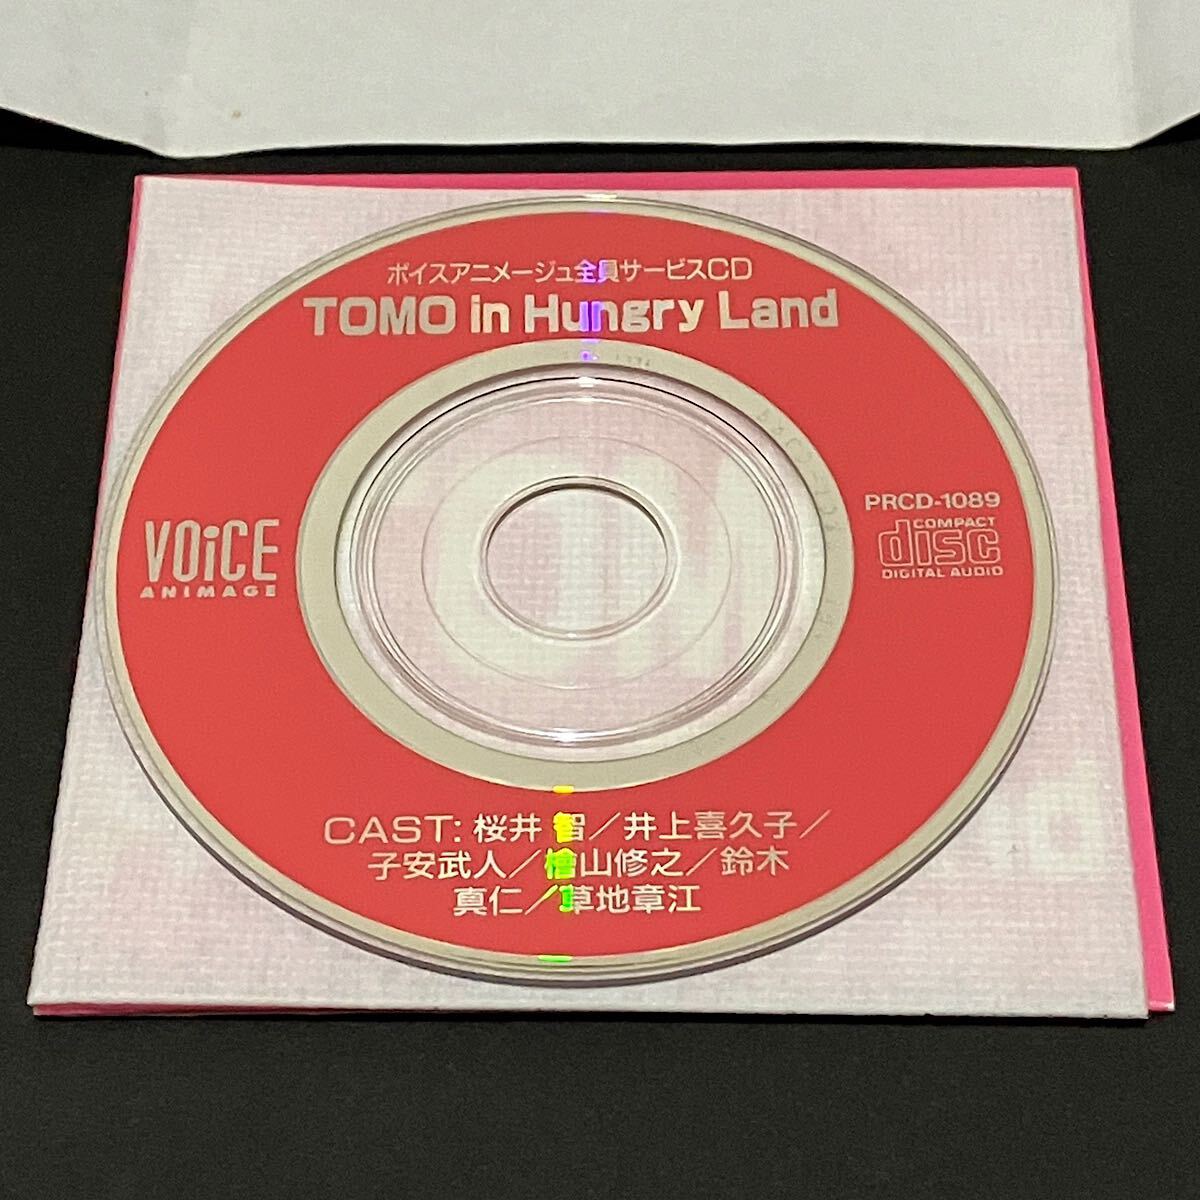 ボイスアニメージュ全員サービスCD
TOMO in Hungry Land
PRCD-1089
COMPACT
disc
DIGITAL AUDIO
VOiCE
ANIMAGE
CAST: 桜井 智／井上喜久子／
子安武人／檜山修之／鈴木
真仁／草地章江